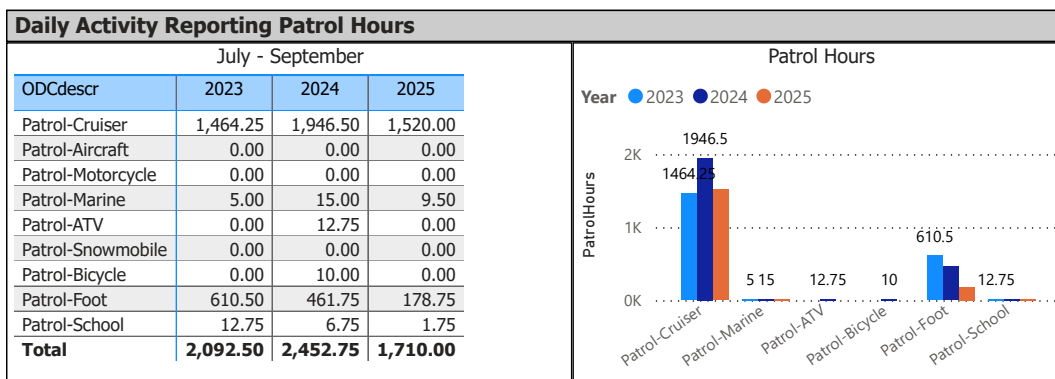 Daily Activity Reporting Patrol Hours
July - September
ODCdescr 2023 2024 2025
Patrol-Cruiser 1,464.25 1,946.50 1,520.00
Patrol-Aircraft 0.00 0.00 0.00
Patrol-Motorcycle 0.00 0.00 0.00
Patrol-Marine 5.00 15.00 9.50
Patrol-ATV 0.00 12.75 0.00
Patrol-Snowmobile 0.00 0.00 0.00
Patrol-Bicycle 0.00 10.00 0.00
Patrol-Foot 610.50 461.75 178.75
Patrol-School 12.75 6.75 1.75
Total 2,092.50 2,452.75 1,710.00
Patrol Hours
Year 2023 2024 2025
PatrolHours
2K
1K
0K
1946.5
1464.25
5 15
12.75
10
610.5
12.75
Patrol-Cruiser
Patrol-Marine
Patrol-ATV
Patrol-Bicycle
Patrol-Foot
Patrol-School